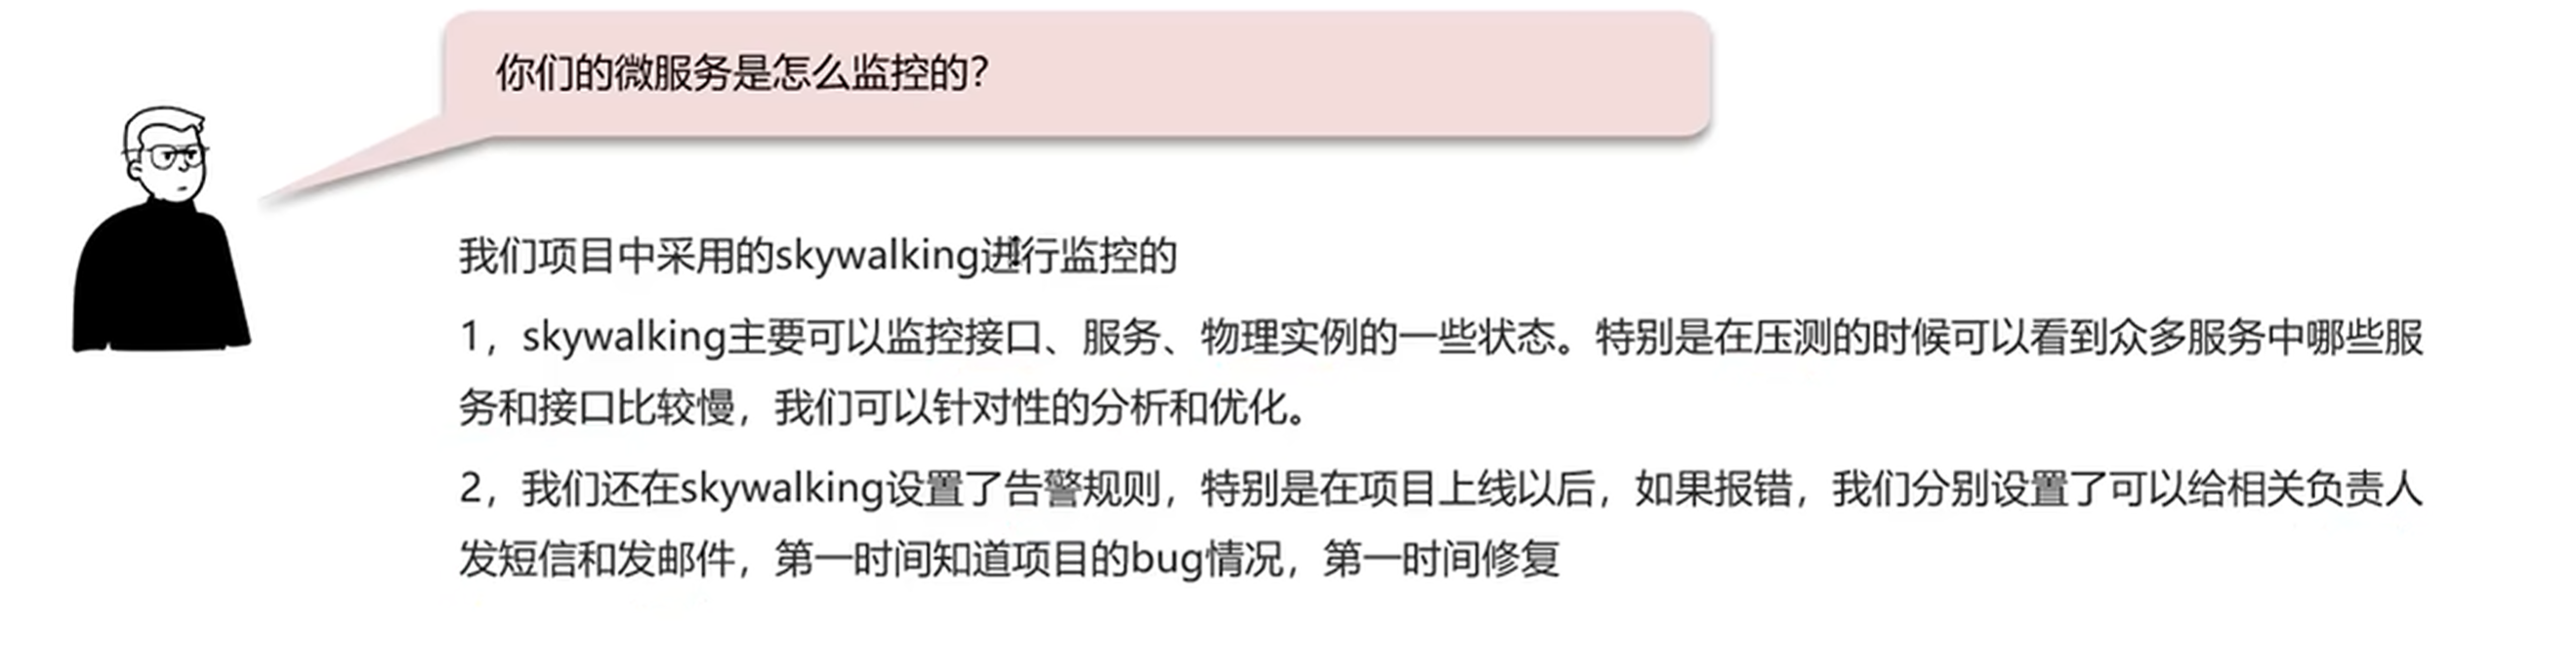 你们的微服务是怎么监控的？
我们项目中采用的skywalking进行监控的
1，skywalking主要可以监控接口、服务、物理实例的一些状态。特别是在压测的时候可以看到众多服务中哪些服
务和接口比较慢，我们可以针对性的分析和优化。
2，我们还在skywalking设置了告警规则，特别是在项目上线以后，如果报错，我们分别设置了可以给相关负责人
发短信和发邮件，第一时间知道项目的bug情况，第一时间修复